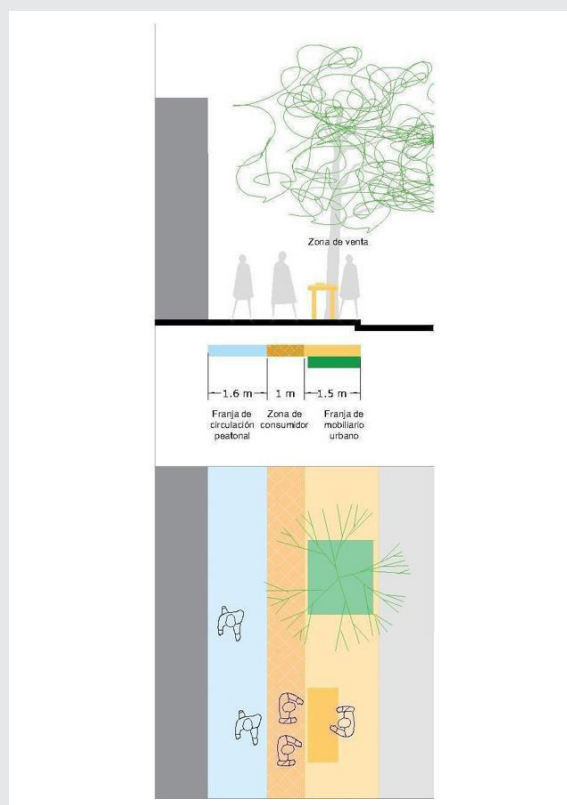 Zona de venta
1.6 m 1 m 1.5 m
Franja de circulación peatonal
Zona de consumidor
Franja de mobiliario urbano